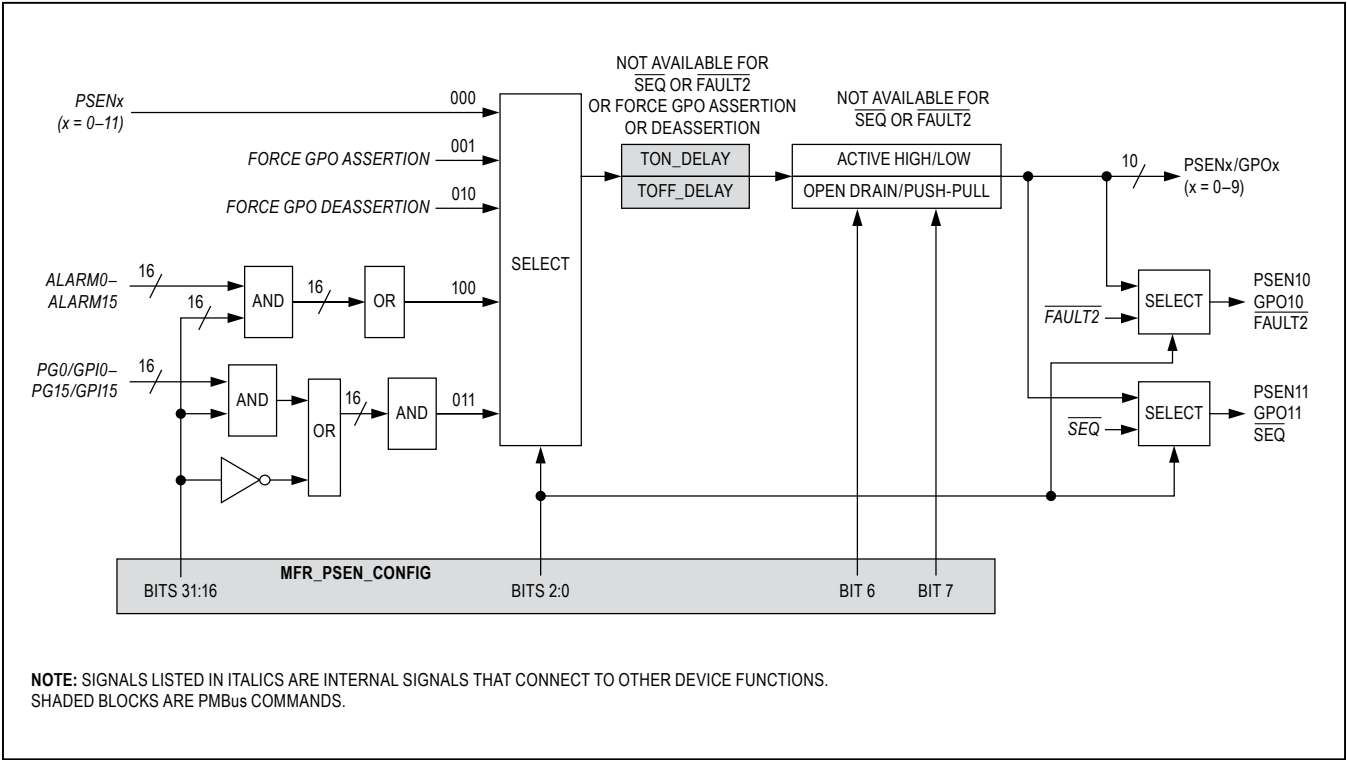 NOT AVAILABLE FOR
SEQ OR FAULT2
OR FORCE GPO ASSERTION
OR DEASSERTION
NOT AVAILABLE FOR
SEQ OR FAULT2
PSENx
(x = 0–11)
000
FORCE GPO ASSERTION
001
FORCE GPO DEASSERTION
010
ALARM0–
ALARM15
16
16
AND
16
OR
100
PG0/GPI0–
PG15/GPI15
16
AND
OR
16
AND
011
SELECT
TON_DELAY
TOFF_DELAY
ACTIVE HIGH/LOW
OPEN DRAIN/PUSH-PULL
10
PSENx/GPOx
(x = 0–9)
FAULT2
SELECT
PSEN10
GPO10
FAULT2
SEQ
SELECT
PSEN11
GPO11
SEQ
MFR_PSEN_CONFIG
BITS 31:16
BITS 2:0
BIT 6
BIT 7
NOTE: SIGNALS LISTED IN ITALICS ARE INTERNAL SIGNALS THAT CONNECT TO OTHER DEVICE FUNCTIONS.
SHADED BLOCKS ARE PMBus COMMANDS.